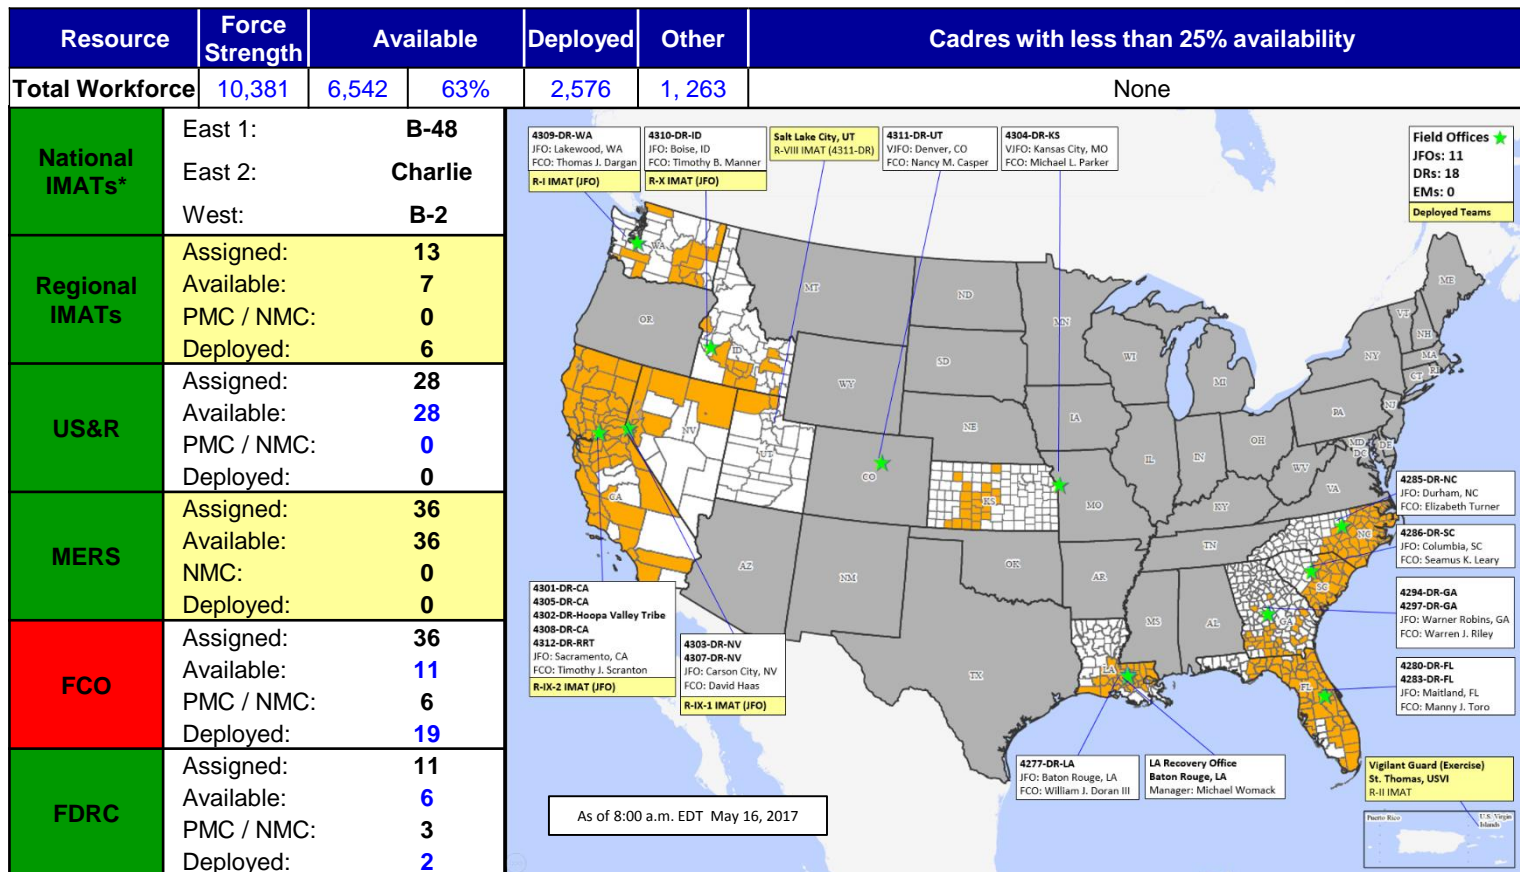 Resource Force Strength Available Deployed Other Cadres with less than 25% availability
Total Workforce 10,381 6,542 63% 2,576 1, 263 None
National IMATs*
East 1: B-48
East 2: Charlie
West: B-2
Regional IMATs
Assigned: 13
Available: 7
PMC / NMC: 0
Deployed: 6
US&R
Assigned: 28
Available: 28
PMC / NMC: 0
Deployed: 0
MERS
Assigned: 36
Available: 36
NMC: 0
Deployed: 0
FCO
Assigned: 36
Available: 11
PMC / NMC: 6
Deployed: 19
FDRC
Assigned: 11
Available: 6
PMC / NMC: 3
Deployed: 2
4309-DR-WA
JFO: Lakewood, WA
FCO: Thomas J. Dargan
R-I IMAT (JFO)
4310-DR-ID
JFO: Boise, ID
FCO: Timothy B. Manner
R-X IMAT (JFO)
Salt Lake City, UT
R-VIII IMAT (4311-DR)
4311-DR-UT
VJFO: Denver, CO
FCO: Nancy M. Casper
4304-DR-KS
VJFO: Kansas City, MO
FCO: Michael L. Parker
Field Offices
JFOs: 11
DRs: 18
EMs: 0
Deployed Teams
WA
MT
ND
MN
ME
VT
NH
OR
ID
SD
WI
MI
NY
MA
CT
RI
WY
IA
PA
NJ
NV
UT
NE
IL
IN
OH
MD
DE
DC
WV
CA
CO
KS
MO
KY
VA
TN
NC
AZ
NM
OK
AR
SC
MS
AL
GA
TX
LA
FL
4285-DR-NC
JFO: Durham, NC
FCO: Elizabeth Turner
4286-DR-SC
JFO: Columbia, SC
FCO: Seamus K. Leary
4294-DR-GA
4297-DR-GA
JFO: Warner Robins, GA
FCO: Warren J. Riley
4280-DR-FL
4283-DR-FL
JFO: Maitland, FL
FCO: Manny J. Toro
4301-DR-CA
4305-DR-CA
4302-DR-Hoopa Valley Tribe
4308-DR-CA
4312-DR-RRT
JFO: Sacramento, CA
FCO: Timothy J. Scranton
R-IX-2 IMAT (JFO)
4303-DR-NV
4307-DR-NV
JFO: Carson City, NV
FCO: David Haas
R-IX-1 IMAT (JFO)
4277-DR-LA
JFO: Baton Rouge, LA
FCO: William J. Doran III
LA Recovery Office
Baton Rouge, LA
Manager: Michael Womack
Vigilant Guard (Exercise)
St. Thomas, USVI
R-II IMAT
Puerto Rico
U.S. Virgin
Islands
As of 8:00 a.m. EDT May 16, 2017